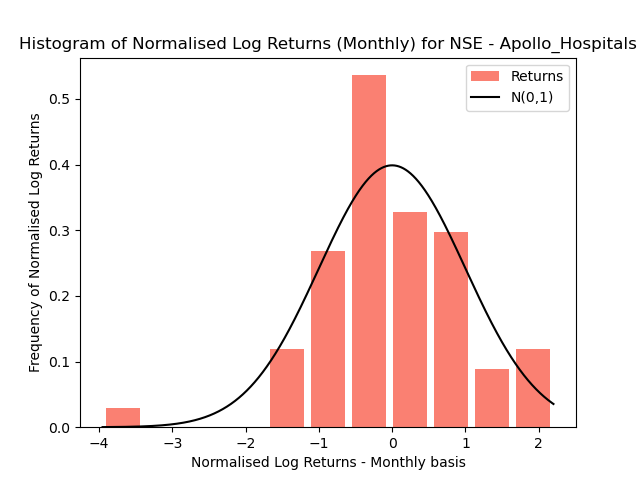 Histogram of Normalised Log Returns (Monthly) for NSE - Apollo_Hospitals
Returns
N(0,1)
Frequency of Normalised Log Returns
0.5
0.4
0.3
0.2
0.1
0.0
−4 −3 −2 −1 0 1 2
Normalised Log Returns - Monthly basis